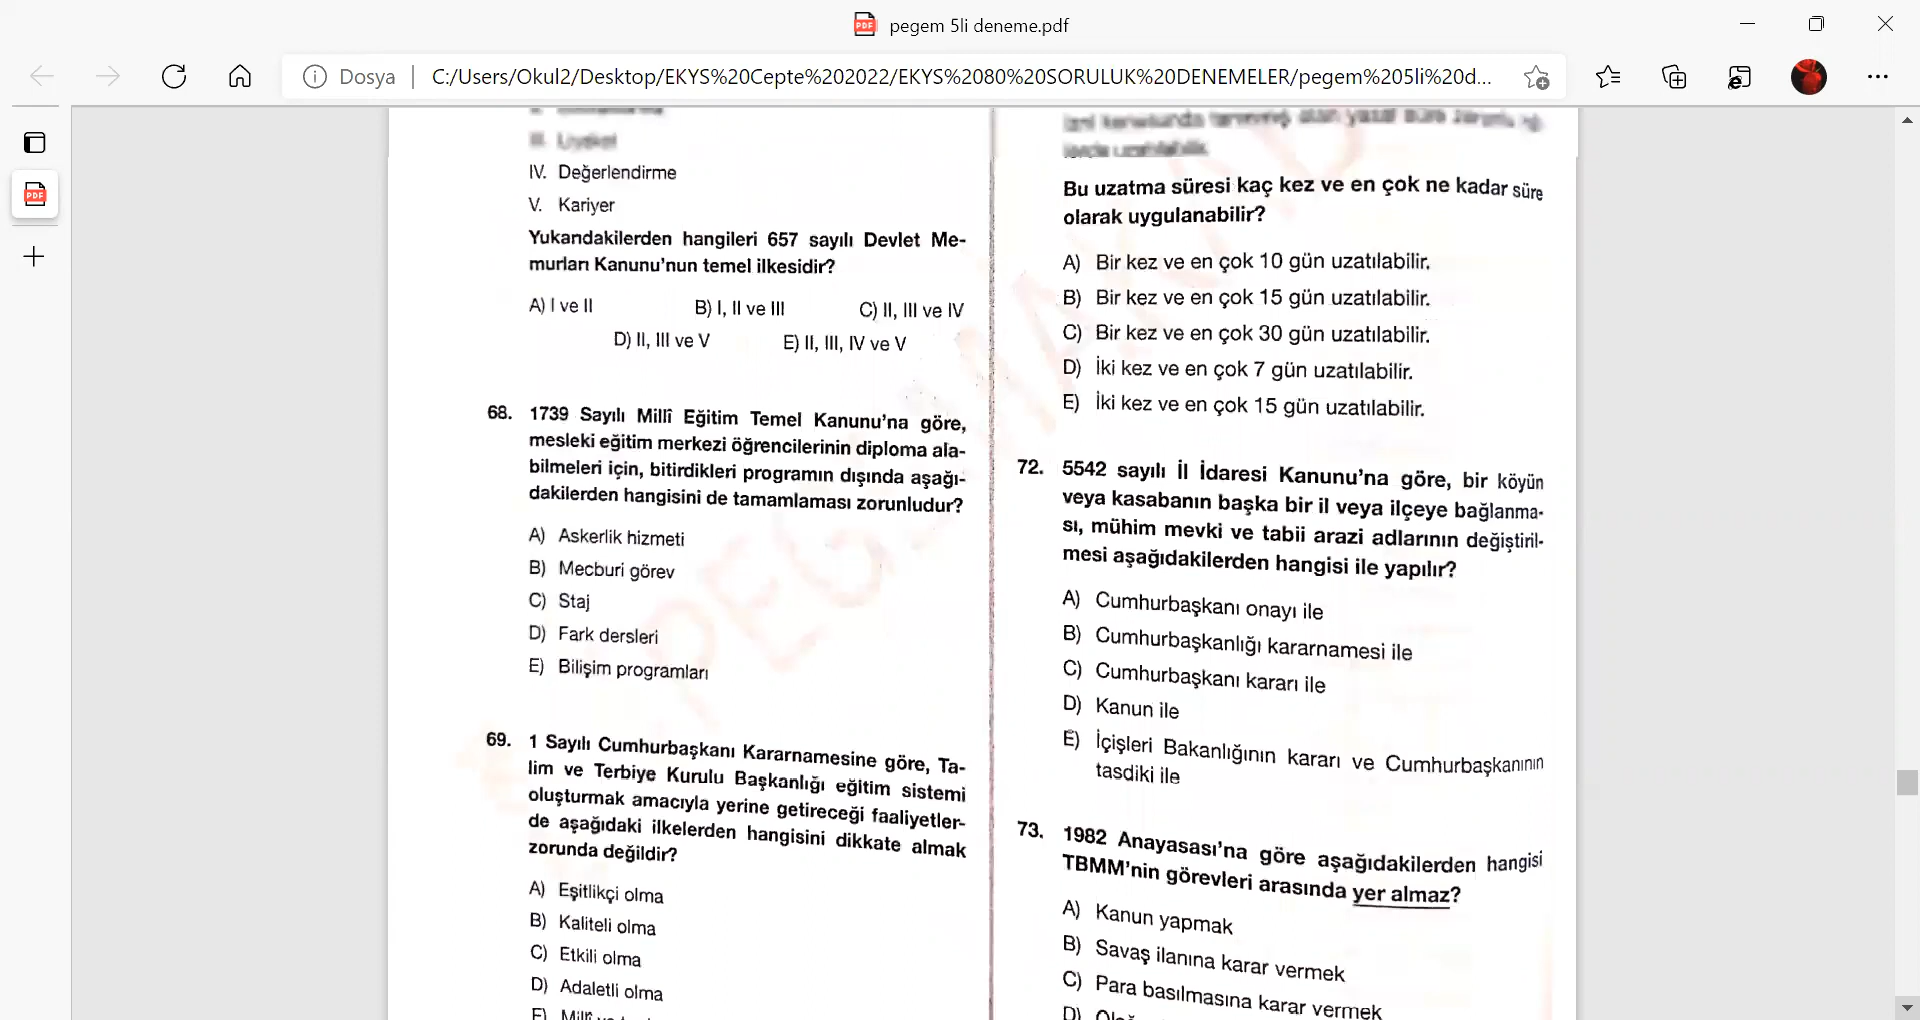 pegem 5li deneme.pdf
Dosya
C:/Users/Okul2/Desktop/EKYS%20Cepte%202022/EKYS%2080%20SORULUK%20DENEMELER/pegem%205li%20d...
III. Liyakat
IV. Değerlendirme
V. Kariyer
Yukarıdakilerden hangileri 657 sayılı Devlet Me-
murları Kanunu'nun temel ilkesidir?
A) I ve II B) I, II ve III C) II, III ve IV
D) II, III ve V E) II, III, IV ve V
68. 1739 Sayılı Millî Eğitim Temel Kanunu'na göre,
mesleki eğitim merkezi öğrencilerinin diploma ala-
bilmeleri için, bitirdikleri programın dışında aşağı-
dakilerden hangisini de tamamlaması zorunludur?
A) Askerlik hizmeti
B) Mecburi görev
C) Staj
D) Fark dersleri
E) Bilişim programları
69. 1 Sayılı Cumhurbaşkanı Kararnamesine göre, Ta-
lim ve Terbiye Kurulu Başkanlığı eğitim sistemi
oluşturmak amacıyla yerine getireceği faaliyetler-
de aşağıdaki ilkelerden hangisini dikkate almak
zorunda değildir?
A) Eşitlikçi olma
B) Kaliteli olma
C) Etkili olma
D) Adaletli olma
E)
Bu uzatma süresi kaç kez ve en çok ne kadar süre
olarak uygulanabilir?
A) Bir kez ve en çok 10 gün uzatılabilir.
B) Bir kez ve en çok 15 gün uzatılabilir.
C) Bir kez ve en çok 30 gün uzatılabilir.
D) İki kez ve en çok 7 gün uzatılabilir.
E) İki kez ve en çok 15 gün uzatılabilir.
72. 5542 sayılı İl İdaresi Kanunu'na göre, bir köyün
veya kasabanın başka bir il veya ilçeye bağlanma-
sı, mühim mevki ve tabii arazi adlarının değiştiril-
mesi aşağıdakilerden hangisi ile yapılır?
A) Cumhurbaşkanı onayı ile
B) Cumhurbaşkanlığı kararnamesi ile
C) Cumhurbaşkanı kararı ile
D) Kanun ile
E) İçişleri Bakanlığının kararı ve Cumhurbaşkanının
tasdiki ile
73. 1982 Anayasası'na göre aşağıdakilerden hangisi
TBMM'nin görevleri arasında yer almaz?
A) Kanun yapmak
B) Savaş ilanına karar vermek
C) Para basılmasına karar vermek
D)